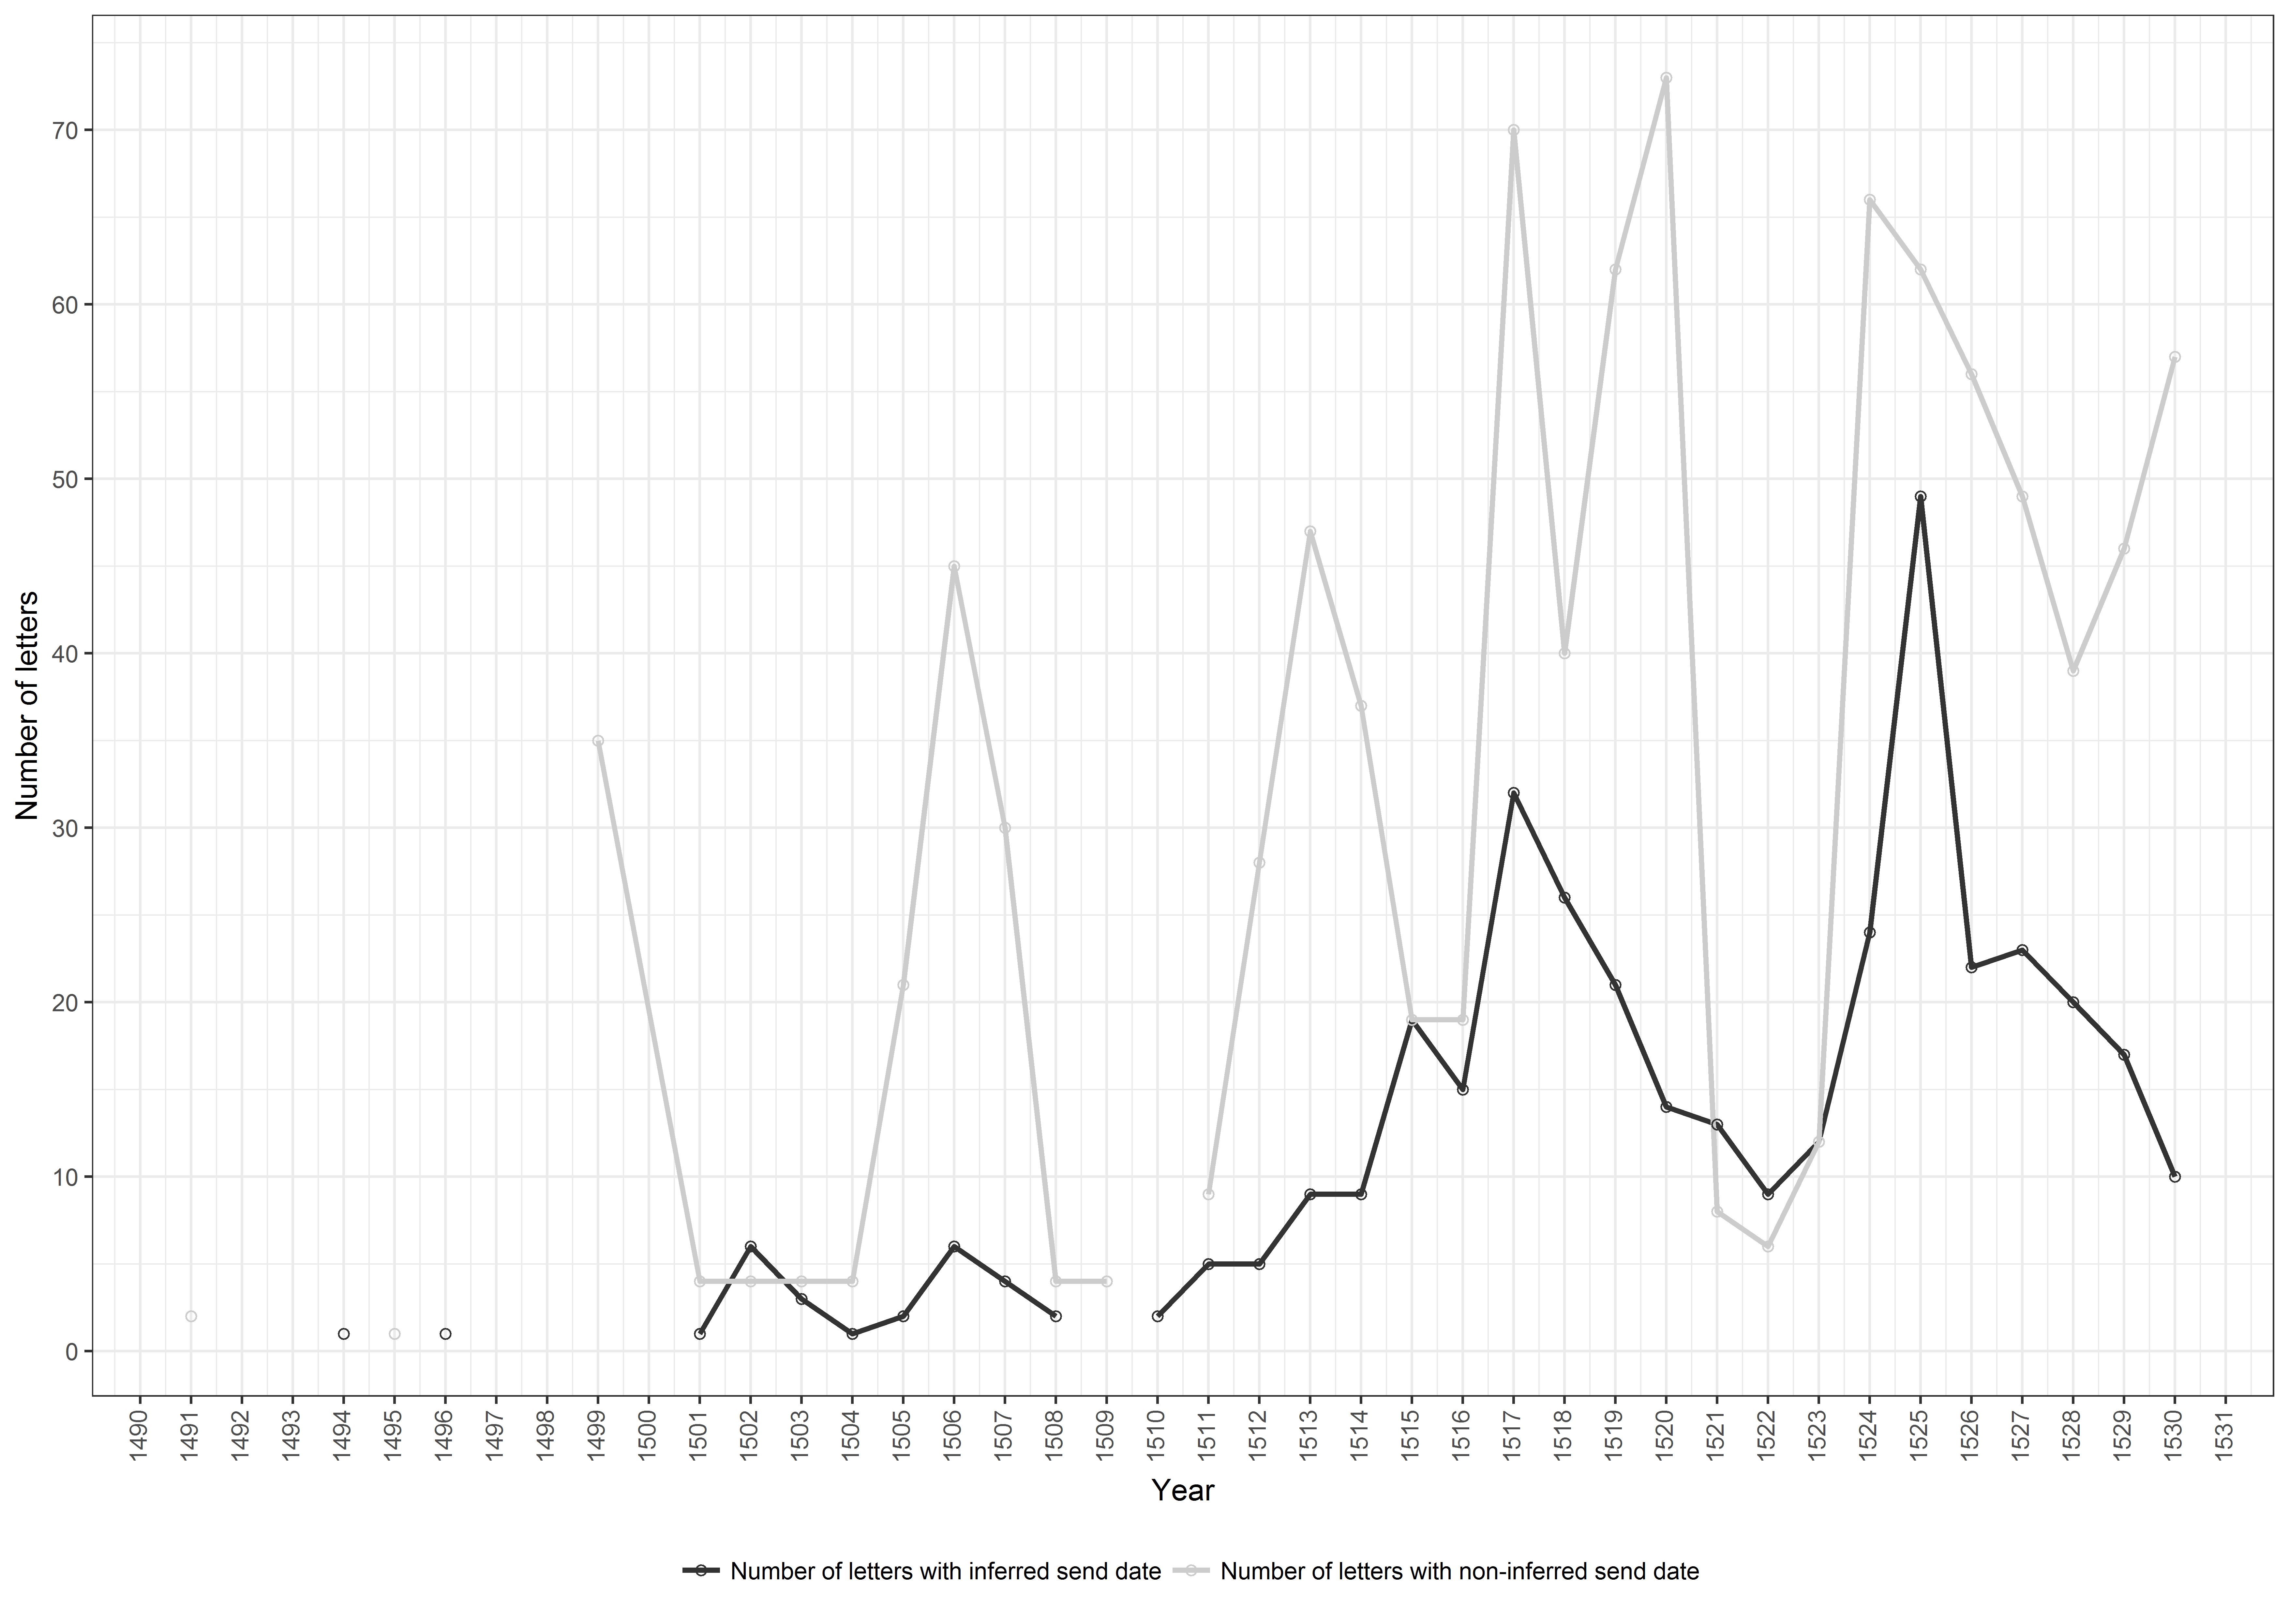 Number of letters
70
60
50
40
30
20
10
0
1490 1491 1492 1493 1494 1495 1496 1497 1498 1499 1500 1501 1502 1503 1504 1505 1506 1507 1508 1509 1510 1511 1512 1513 1514 1515 1516 1517 1518 1519 1520 1521 1522 1523 1524 1525 1526 1527 1528 1529 1530 1531
Year
Number of letters with inferred send date Number of letters with non-inferred send date